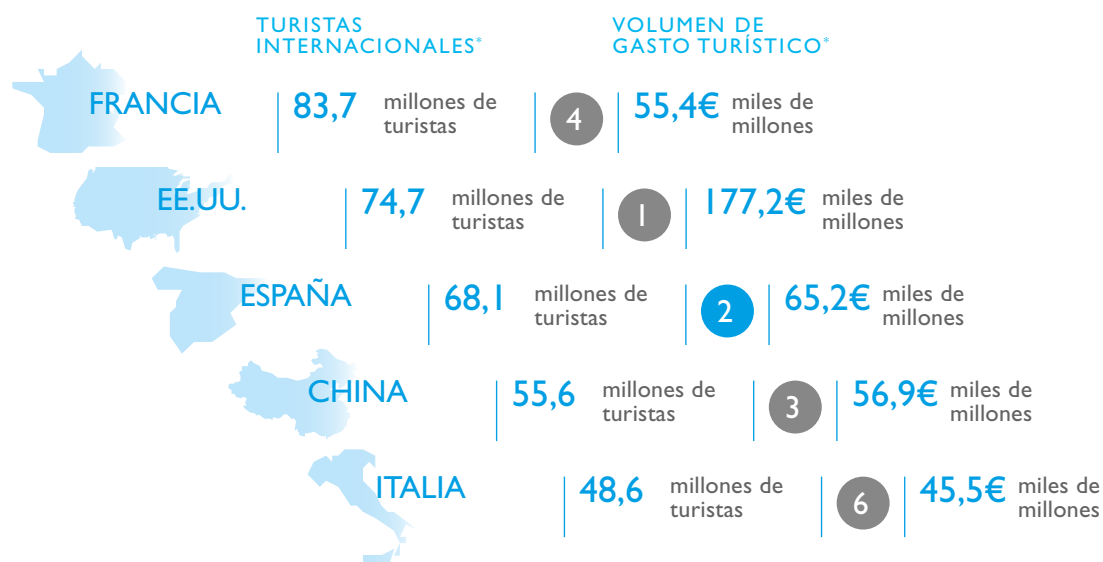 TURISTAS
INTERNACIONALES*
VOLUMEN DE
GASTO TURÍSTICO*
FRANCIA
83,7
millones de
turistas
4
55,4€
miles de
millones
EE.UU.
74,7
millones de
turistas
1
177,2€
miles de
millones
ESPAÑA
68,1
millones de
turistas
2
65,2€
miles de
millones
CHINA
55,6
millones de
turistas
3
56,9€
miles de
millones
ITALIA
48,6
millones de
turistas
6
45,5€
miles de
millones